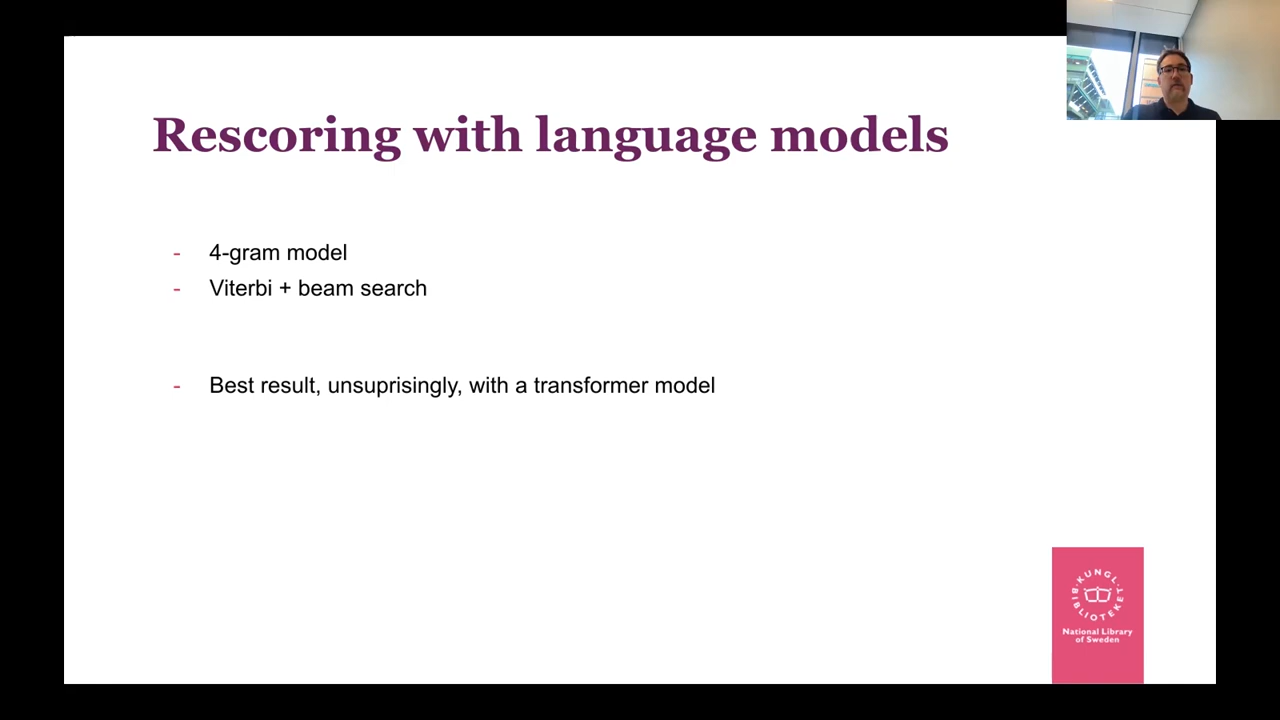 Rescoring with language models
- 4-gram model
- Viterbi + beam search
- Best result, unsuprisingly, with a transformer model
KUNGL.
BIBLIOTEKET
National Library
of Sweden